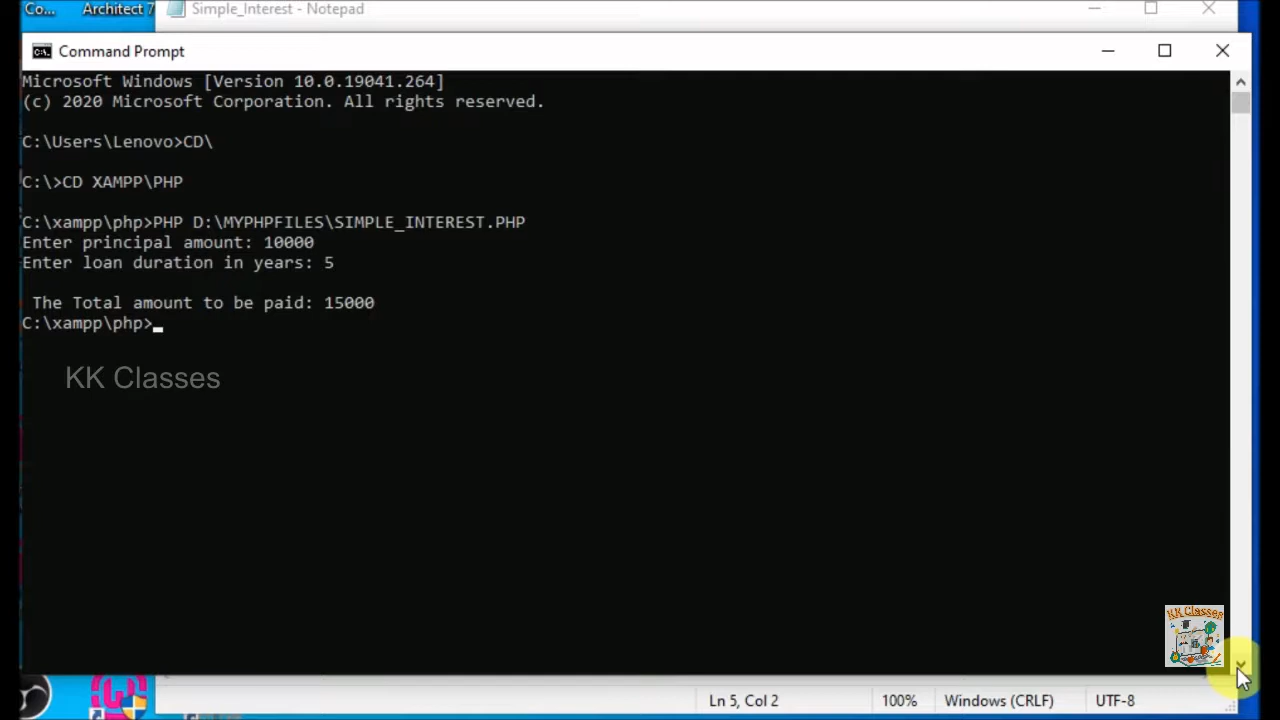 Co... Architect 7 Simple_Interest - Notepad
Command Prompt
Microsoft Windows [Version 10.0.19041.264]
(c) 2020 Microsoft Corporation. All rights reserved.
C:\Users\Lenovo>CD\
C:\>CD XAMPP\PHP
C:\xampp\php>PHP D:\MYPHPFILES\SIMPLE_INTEREST.PHP
Enter principal amount: 10000
Enter loan duration in years: 5
The Total amount to be paid: 15000
C:\xampp\php>
KK Classes
KK Classes
Ln 5, Col 2 100% Windows (CRLF) UTF-8